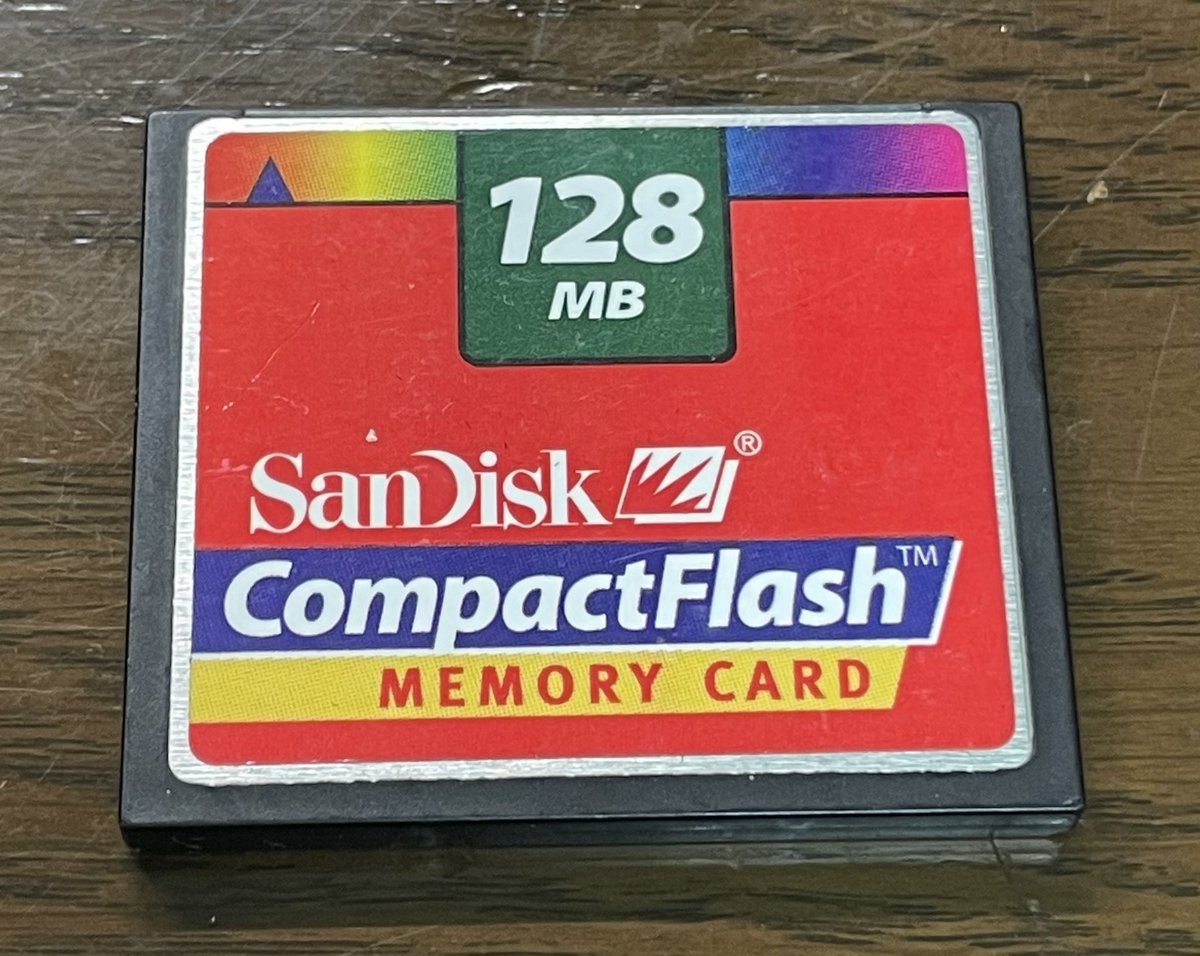 128
MB
SanDisk®
CompactFlash™
MEMORY CARD